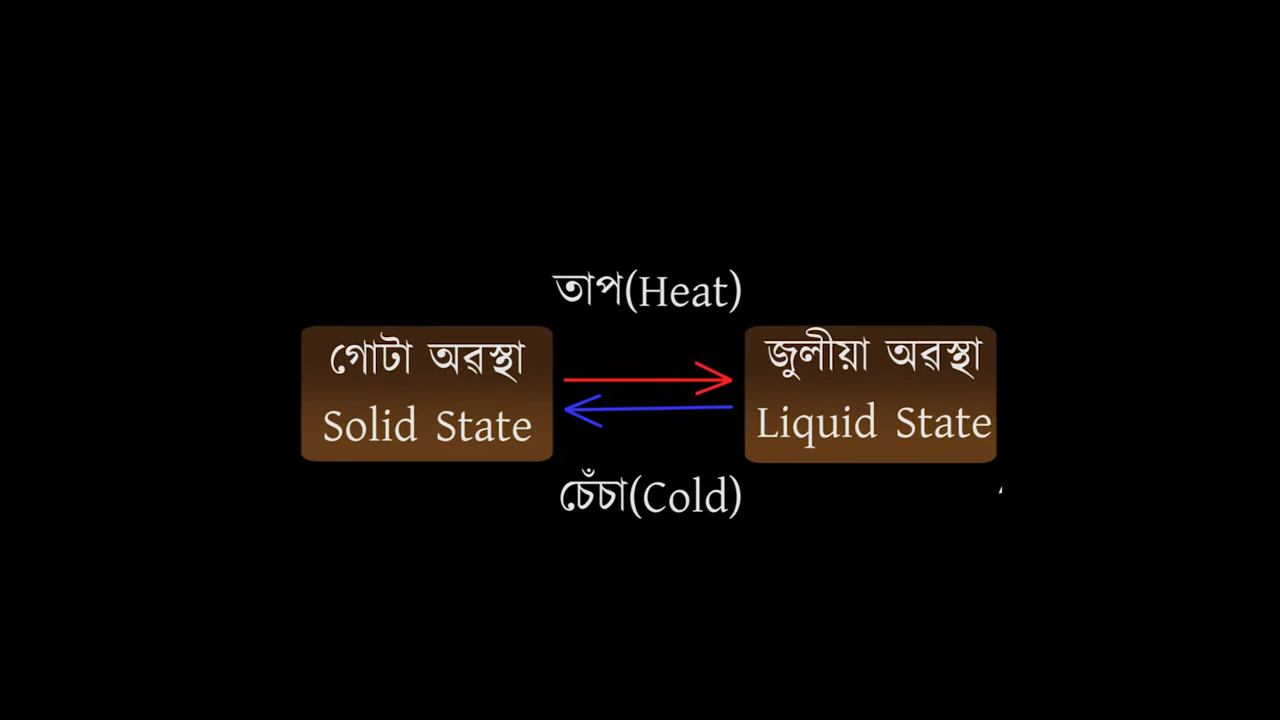 তাপ(Heat)
গোটা অৱস্থা
Solid State
জুলীয়া অৱস্থা
Liquid State
চেঁচা(Cold)